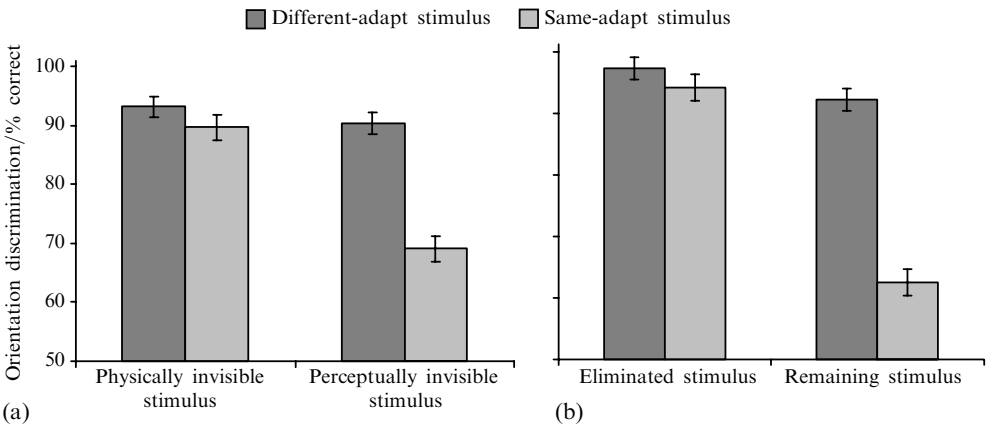 Different-adapt stimulus Same-adapt stimulus
Orientation discrimination/% correct
100
90
80
70
60
50
Physically invisible
stimulus
Perceptually invisible
stimulus
(a)
Eliminated stimulus
Remaining stimulus
(b)